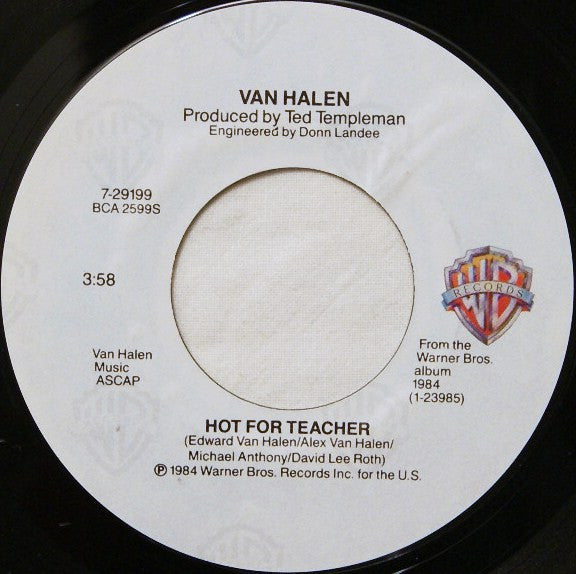 VAN HALEN
Produced by Ted Templeman
Engineered by Donn Landee
7-29199
BCA 2599S
3:58
WB
RECORDS
Van Halen
Music
ASCAP
From the
Warner Bros.
album
1984
(1-23985)
HOT FOR TEACHER
(Edward Van Halen/Alex Van Halen/
Michael Anthony/David Lee Roth)
℗ 1984 Warner Bros. Records Inc. for the U.S.